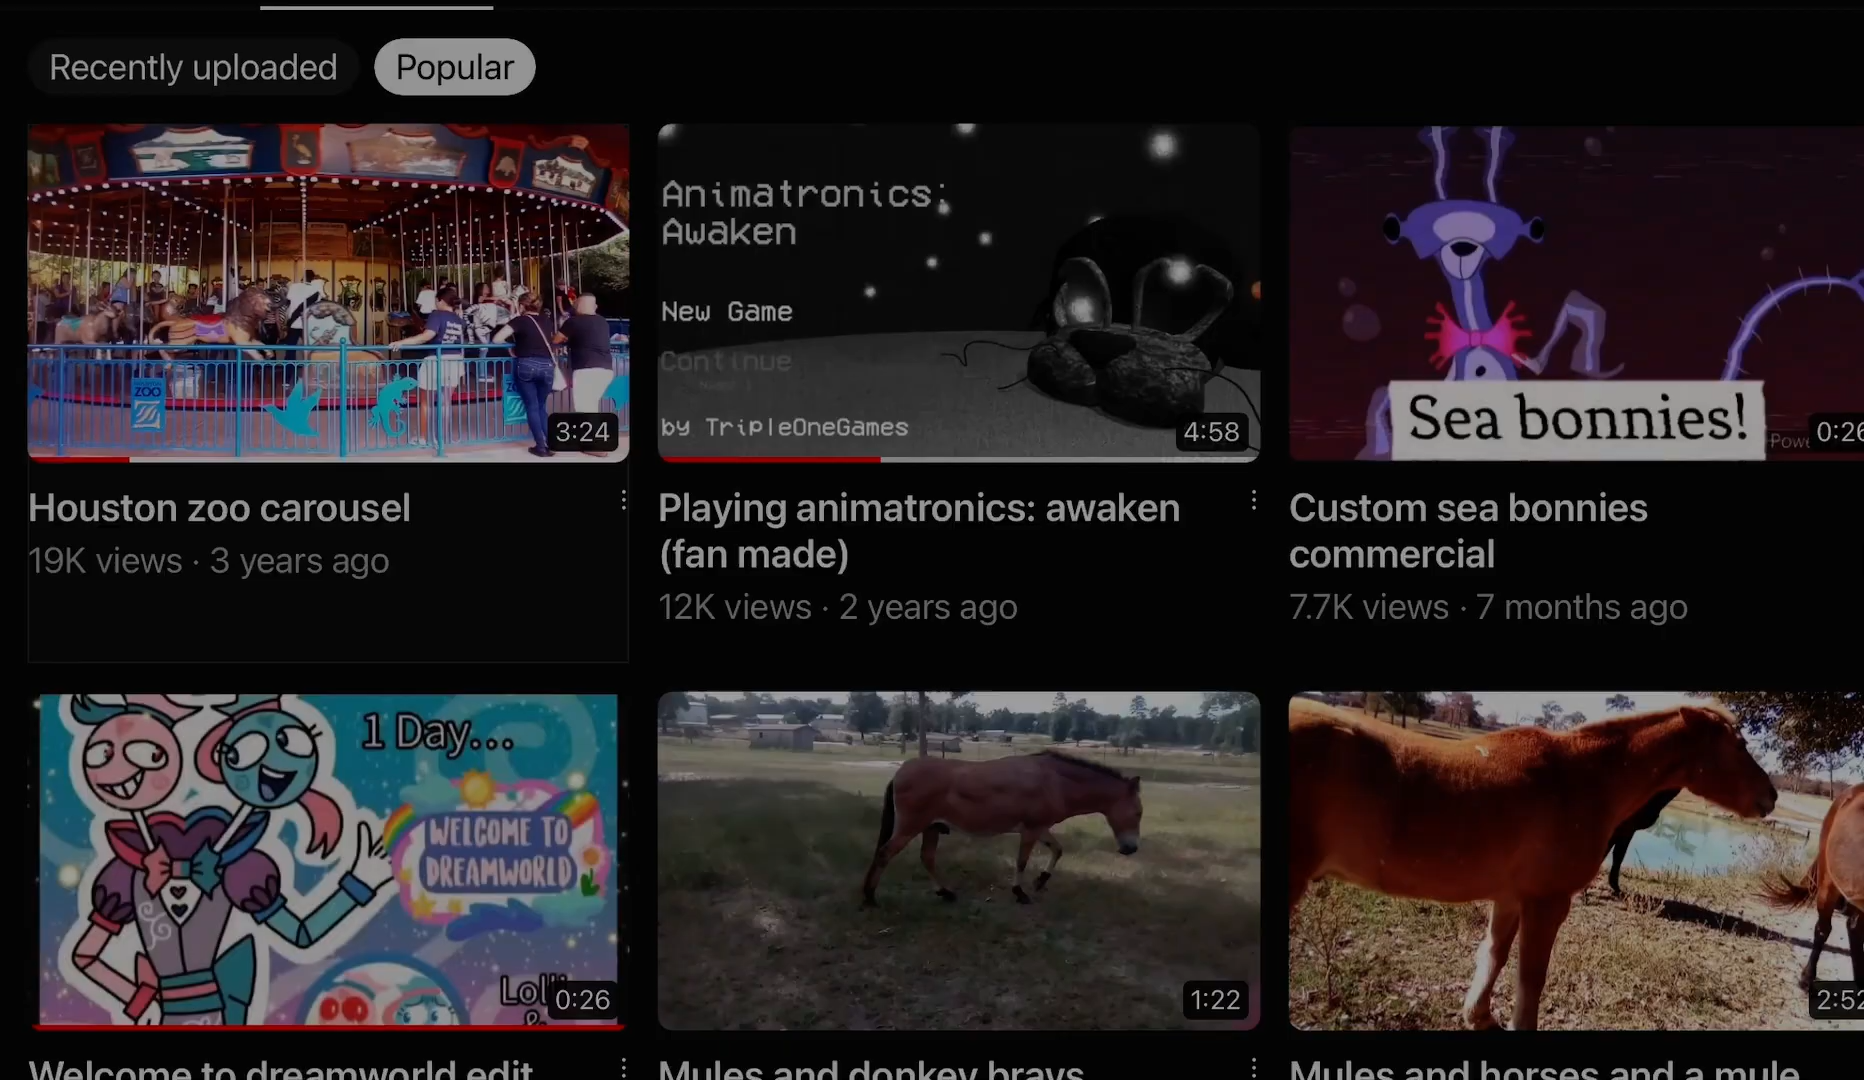 Recently uploaded
Popular
Animatronics:
Awaken
New Game
Continue
by TripleOneGames
ZOO
3:24
4:58
Sea bonnies!
0:26
Houston zoo carousel
19K views · 3 years ago
Playing animatronics: awaken
(fan made)
12K views · 2 years ago
Custom sea bonnies
commercial
7.7K views · 7 months ago
1 Day...
WELCOME TO
DREAMWORLD
&
0:26
1:22
2:52
Welcome to dreamworld edit
Mules and donkey brays
Mules and horses and a mule